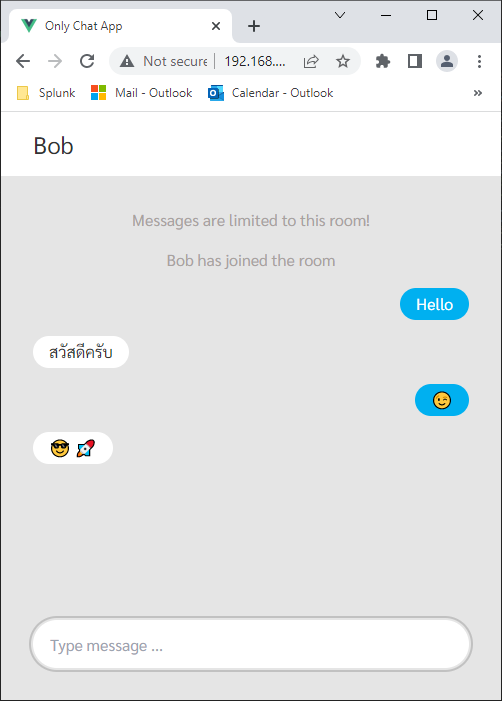 Only Chat App
Not secure 192.168....
Splunk Mail - Outlook Calendar - Outlook »
Bob
Messages are limited to this room!
Bob has joined the room
Hello
สวัสดีครับ
😉
😎 🚀
Type message ...